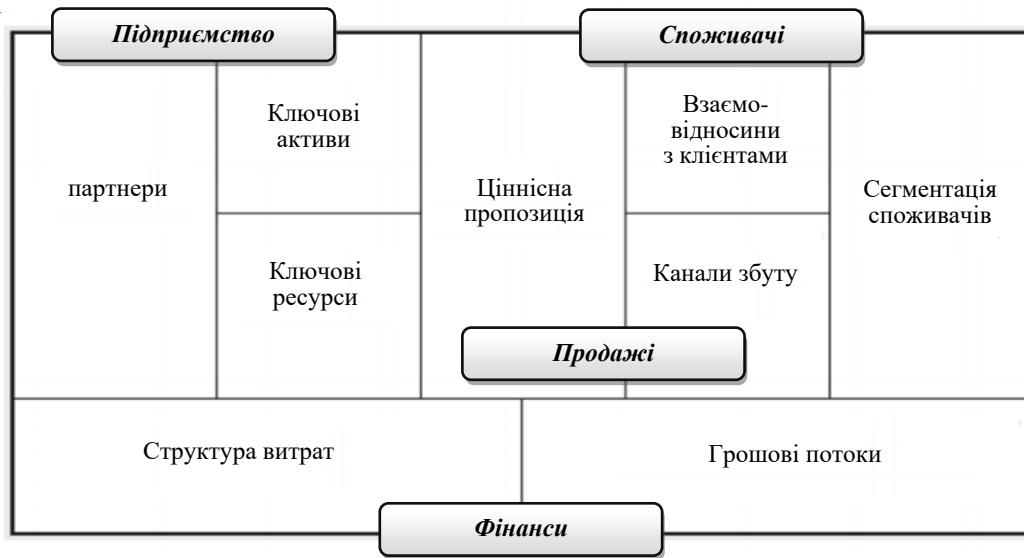 Підприємство
Споживачі
партнери
Ключові
активи
Ключові
ресурси
Ціннісна
пропозиція
Взаємо-
відносини
з клієнтами
Канали збуту
Сегментація
споживачів
Продажі
Структура витрат
Грошові потоки
Фінанси